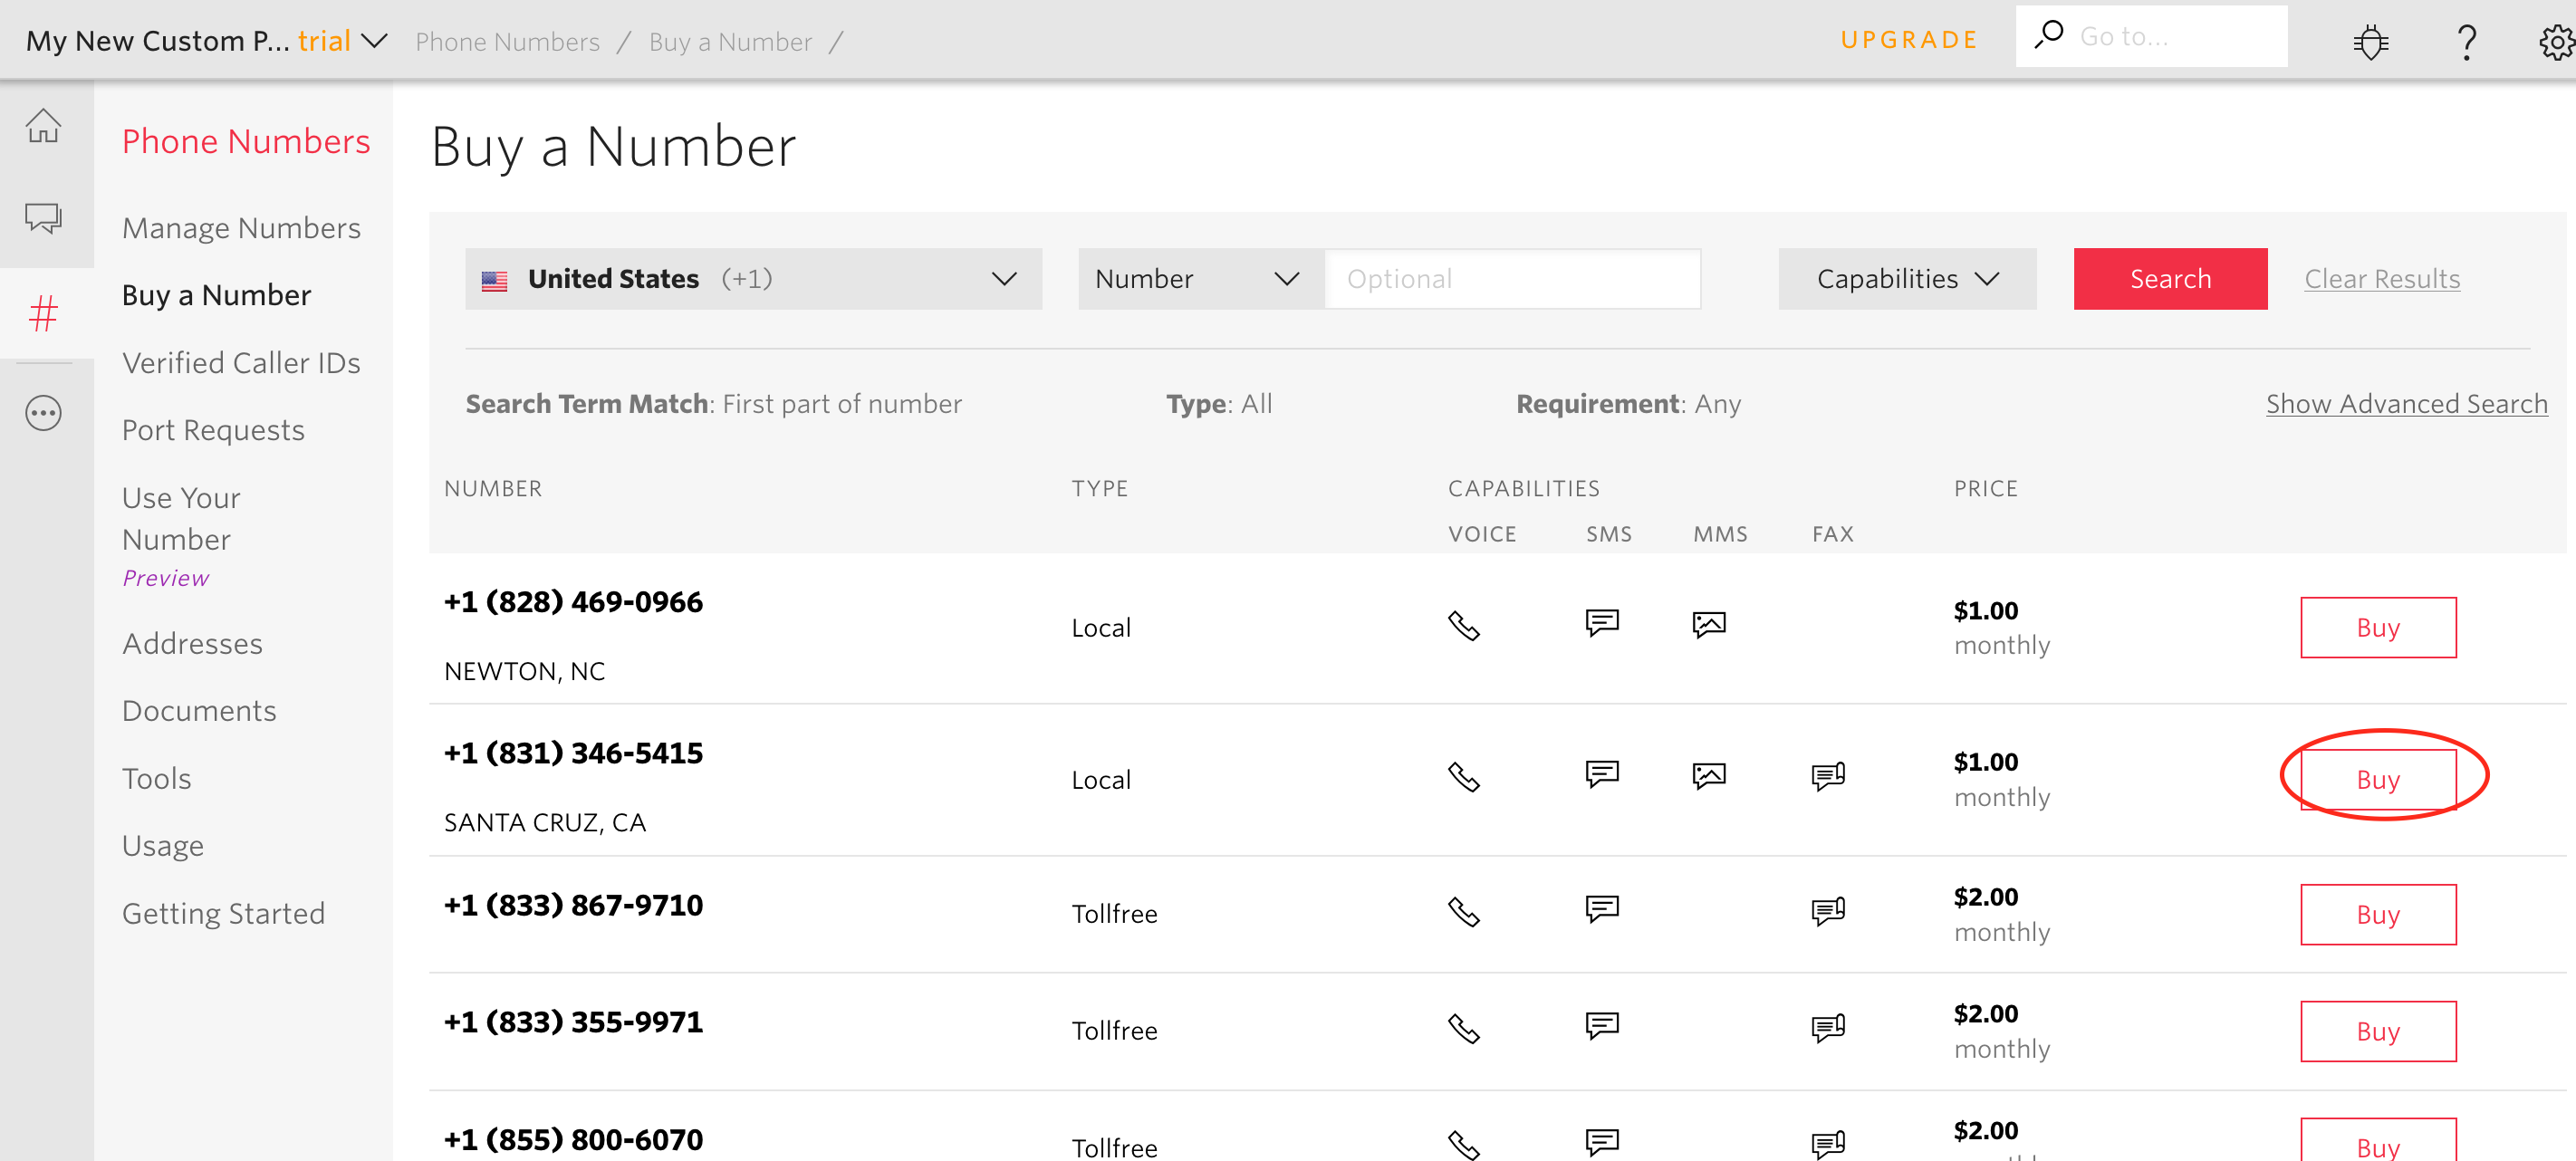 My New Custom P... trial Phone Numbers / Buy a Number /
UPGRADE Go to... ?
Phone Numbers
Manage Numbers
Buy a Number
Verified Caller IDs
Port Requests
Use Your
Number
Preview
Addresses
Documents
Tools
Usage
Getting Started
Buy a Number
United States (+1) Number Optional Capabilities Search Clear Results
Search Term Match: First part of number Type: All Requirement: Any Show Advanced Search
NUMBER TYPE CAPABILITIES PRICE
VOICE SMS MMS FAX
+1 (828) 469-0966
NEWTON, NC
Local
$1.00
monthly
Buy
+1 (831) 346-5415
SANTA CRUZ, CA
Local
$1.00
monthly
Buy
+1 (833) 867-9710
Tollfree
$2.00
monthly
Buy
+1 (833) 355-9971
Tollfree
$2.00
monthly
Buy
+1 (855) 800-6070
Tollfree
$2.00
Buy